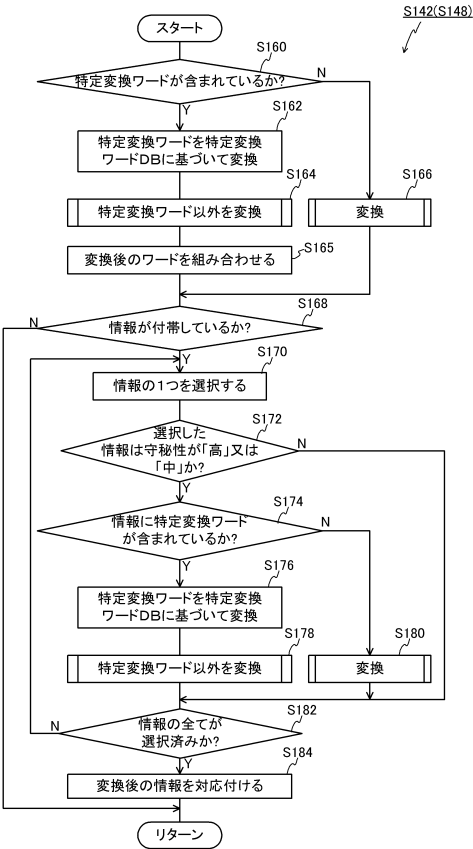 S142(S148)
スタート
S160
特定変換ワードが含まれているか?
N
Y
S162
特定変換ワードを特定変換
ワードDBに基づいて変換
S164
特定変換ワード以外を変換
S166
変換
S165
変換後のワードを組み合わせる
S168
情報が付帯しているか?
N
Y
S170
情報の1つを選択する
S172
選択した
情報は守秘性が「高」又は
「中」か?
N
Y
S174
情報に特定変換ワード
が含まれているか?
N
Y
S176
特定変換ワードを特定変換
ワードDBに基づいて変換
S178
特定変換ワード以外を変換
S180
変換
S182
情報の全てが
選択済みか?
N
Y
S184
変換後の情報を対応付ける
リターン